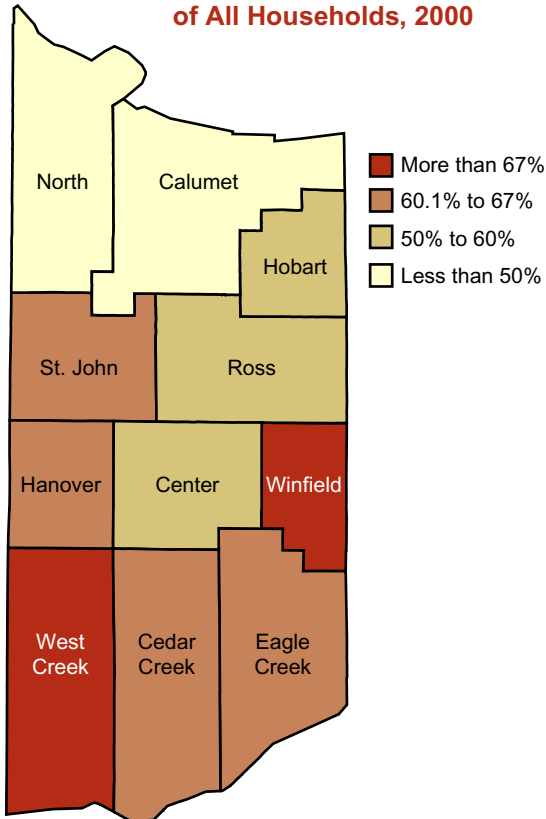 of All Households, 2000
More than 67%
60.1% to 67%
50% to 60%
Less than 50%
North
Calumet
Hobart
St. John
Ross
Hanover
Center
Winfield
West
Creek
Cedar
Creek
Eagle
Creek